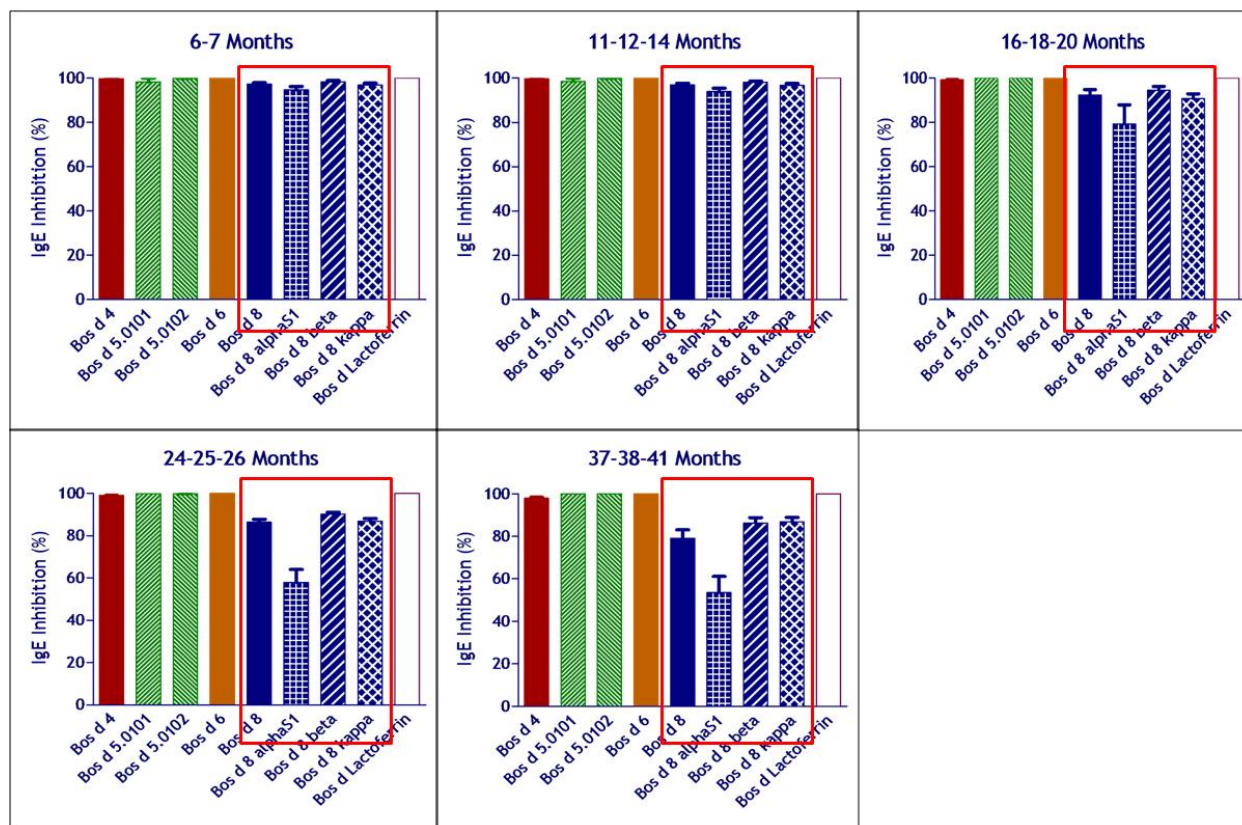 6-7 Months
IgE Inhibition (%)
100
80
60
40
20
0
Bos d 4
Bos d 5.0101
Bos d 5.0102
Bos d 6
Bos d 8
Bos d 8 alphaS1
Bos d 8 beta
Bos d 8 kappa
Bos d Lactoferrin
11-12-14 Months
IgE Inhibition (%)
100
80
60
40
20
0
Bos d 4
Bos d 5.0101
Bos d 5.0102
Bos d 6
Bos d 8
Bos d 8 alphaS1
Bos d 8 beta
Bos d 8 kappa
Bos d Lactoferrin
16-18-20 Months
IgE Inhibition (%)
100
80
60
40
20
0
Bos d 4
Bos d 5.0101
Bos d 5.0102
Bos d 6
Bos d 8
Bos d 8 alphaS1
Bos d 8 beta
Bos d 8 kappa
Bos d Lactoferrin
24-25-26 Months
IgE Inhibition (%)
100
80
60
40
20
0
Bos d 4
Bos d 5.0101
Bos d 5.0102
Bos d 6
Bos d 8
Bos d 8 alphaS1
Bos d 8 beta
Bos d 8 kappa
Bos d Lactoferrin
37-38-41 Months
IgE Inhibition (%)
100
80
60
40
20
0
Bos d 4
Bos d 5.0101
Bos d 5.0102
Bos d 6
Bos d 8
Bos d 8 alphaS1
Bos d 8 beta
Bos d 8 kappa
Bos d Lactoferrin